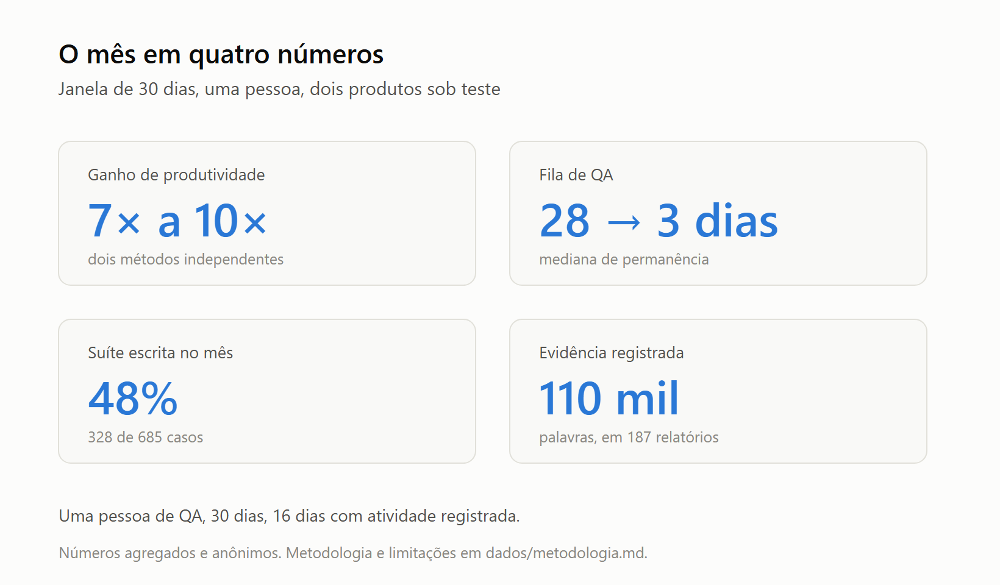 O mês em quatro números
Janela de 30 dias, uma pessoa, dois produtos sob teste
Ganho de produtividade
7× a 10×
dois métodos independentes
Fila de QA
28 → 3 dias
mediana de permanência
Suíte escrita no mês
48%
328 de 685 casos
Evidência registrada
110 mil
palavras, em 187 relatórios
Uma pessoa de QA, 30 dias, 16 dias com atividade registrada.
Números agregados e anônimos. Metodologia e limitações em dados/metodologia.md.